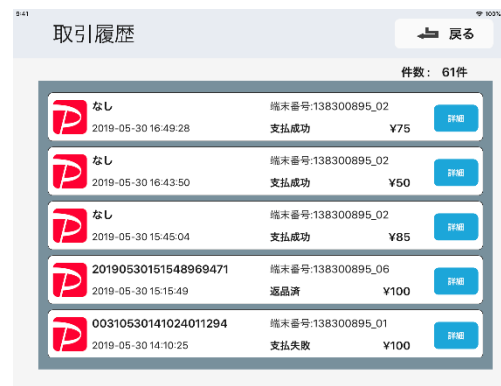 9:41
103%
取引履歴
戻る
件数： 61件
なし
端末番号:138300895_02
2019-05-30 16:49:28
支払成功
¥75
詳細
なし
端末番号:138300895_02
2019-05-30 16:43:50
支払成功
¥50
詳細
なし
端末番号:138300895_02
2019-05-30 15:45:04
支払成功
¥85
詳細
20190530151548969471
端末番号:138300895_06
2019-05-30 15:15:49
返品済
¥100
詳細
00310530141024011294
端末番号:138300895_01
2019-05-30 14:10:25
支払失敗
¥100
詳細